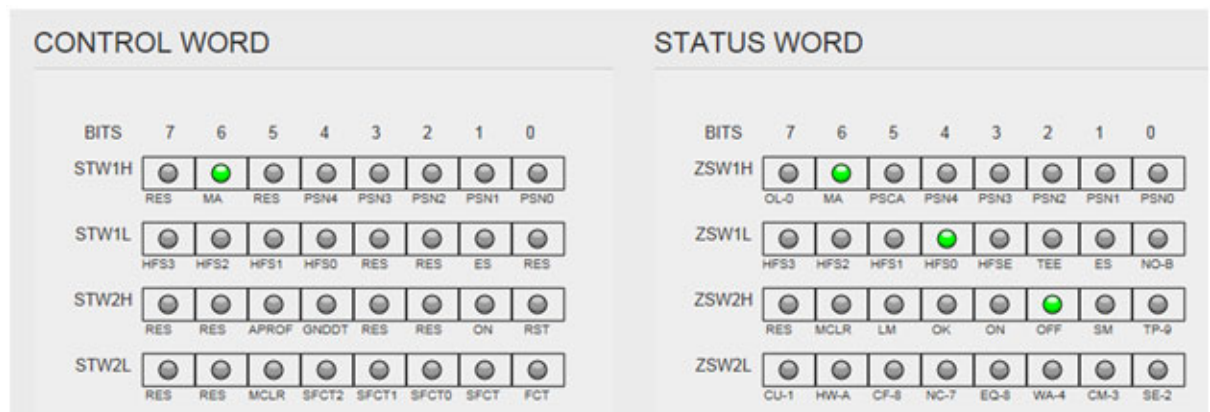 CONTROL WORD
BITS 7 6 5 4 3 2 1 0
STW1H
RES MA RES PSN4 PSN3 PSN2 PSN1 PSN0
STW1L
HFS3 HFS2 HFS1 HFS0 RES RES ES RES
STW2H
RES RES APROF GNDDT RES RES ON RST
STW2L
RES RES MCLR SFCT2 SFCT1 SFCT0 SFCT FCT
STATUS WORD
BITS 7 6 5 4 3 2 1 0
ZSW1H
OL-0 MA PSCA PSN4 PSN3 PSN2 PSN1 PSN0
ZSW1L
HFS3 HFS2 HFS1 HFS0 HFSE TEE ES NO-B
ZSW2H
RES MCLR LM OK ON OFF SM TP-9
ZSW2L
CU-1 HW-A CF-8 NC-7 EQ-8 WA-4 CM-3 SE-2